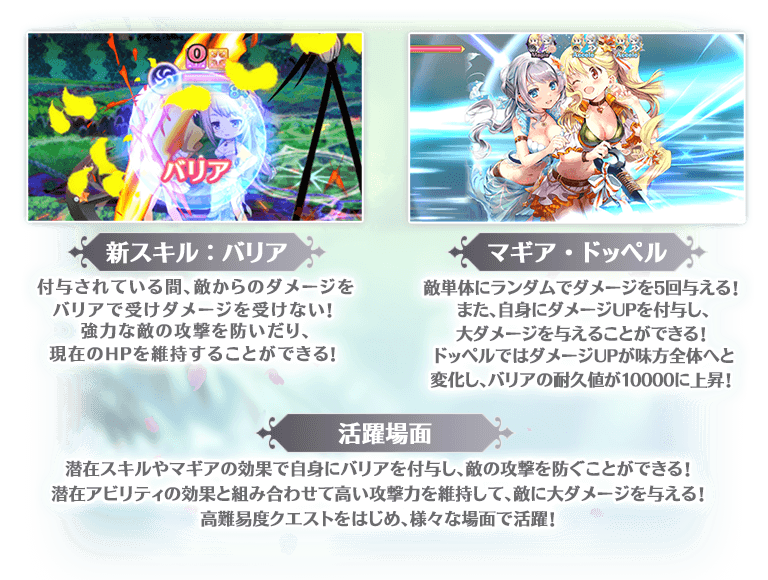 0
バリア
Accele
Accele
新スキル：バリア
付与されている間、敵からのダメージを
バリアで受けダメージを受けない!
強力な敵の攻撃を防いだり、
現在のHPを維持することができる!
マギア・ドッペル
敵単体にランダムでダメージを5回与える!
また、自身にダメージUPを付与し、
大ダメージを与えることができる!
ドッペルではダメージUPが味方全体へと
変化し、バリアの耐久値が10000に上昇!
活躍場面
潜在スキルやマギアの効果で自身にバリアを付与し、敵の攻撃を防ぐことができる!
潜在アビリティの効果と組み合わせて高い攻撃力を維持して、敵に大ダメージを与える!
高難易度クエストをはじめ、様々な場面で活躍!